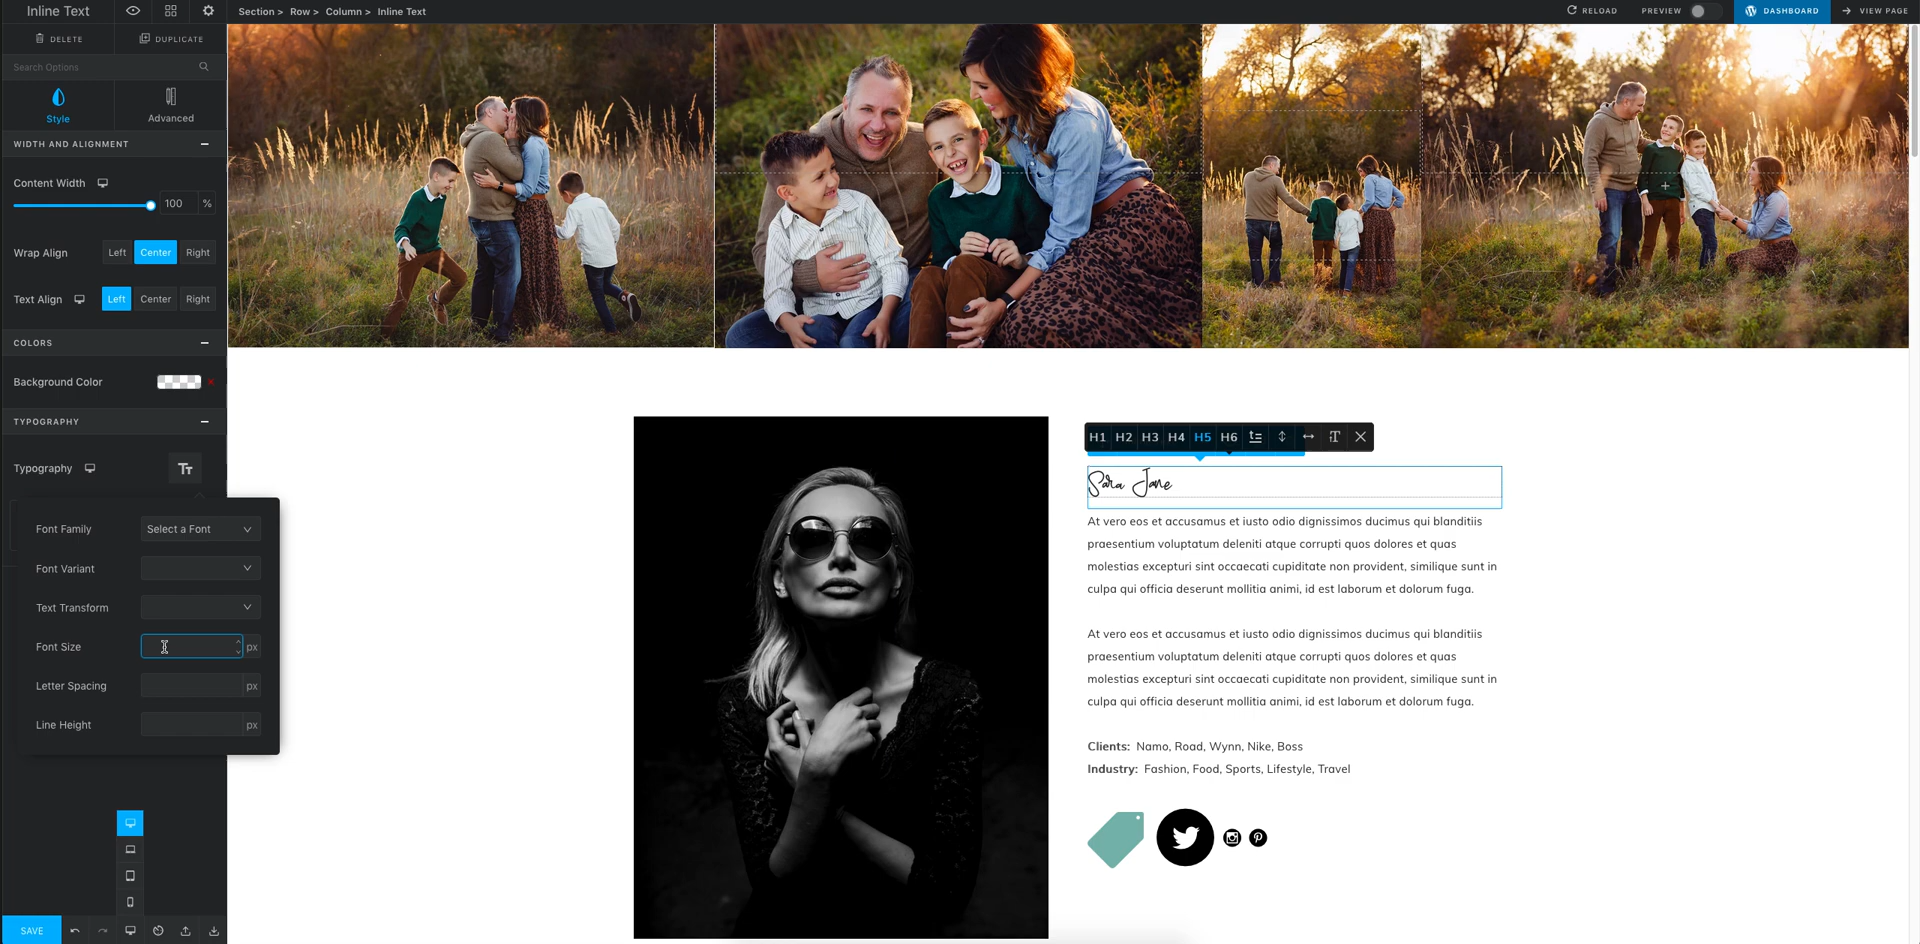 Inline Text
Section > Row > Column > Inline Text
RELOAD
PREVIEW
DASHBOARD
VIEW PAGE
DELETE
DUPLICATE
Search Options
Style
Advanced
WIDTH AND ALIGNMENT
Content Width
100 %
Wrap Align Left Center Right
Text Align Left Center Right
COLORS
Background Color
TYPOGRAPHY
Typography Tt
Font Family Select a Font
Font Variant
Text Transform
Font Size px
Letter Spacing px
Line Height px
SAVE
H1 H2 H3 H4 H5 H6
Sara Jane
At vero eos et accusamus et iusto odio dignissimos ducimus qui blanditiis
praesentium voluptatum deleniti atque corrupti quos dolores et quas
molestias excepturi sint occaecati cupiditate non provident, similique sunt in
culpa qui officia deserunt mollitia animi, id est laborum et dolorum fuga.
At vero eos et accusamus et iusto odio dignissimos ducimus qui blanditiis
praesentium voluptatum deleniti atque corrupti quos dolores et quas
molestias excepturi sint occaecati cupiditate non provident, similique sunt in
culpa qui officia deserunt mollitia animi, id est laborum et dolorum fuga.
Clients: Namo, Road, Wynn, Nike, Boss
Industry: Fashion, Food, Sports, Lifestyle, Travel